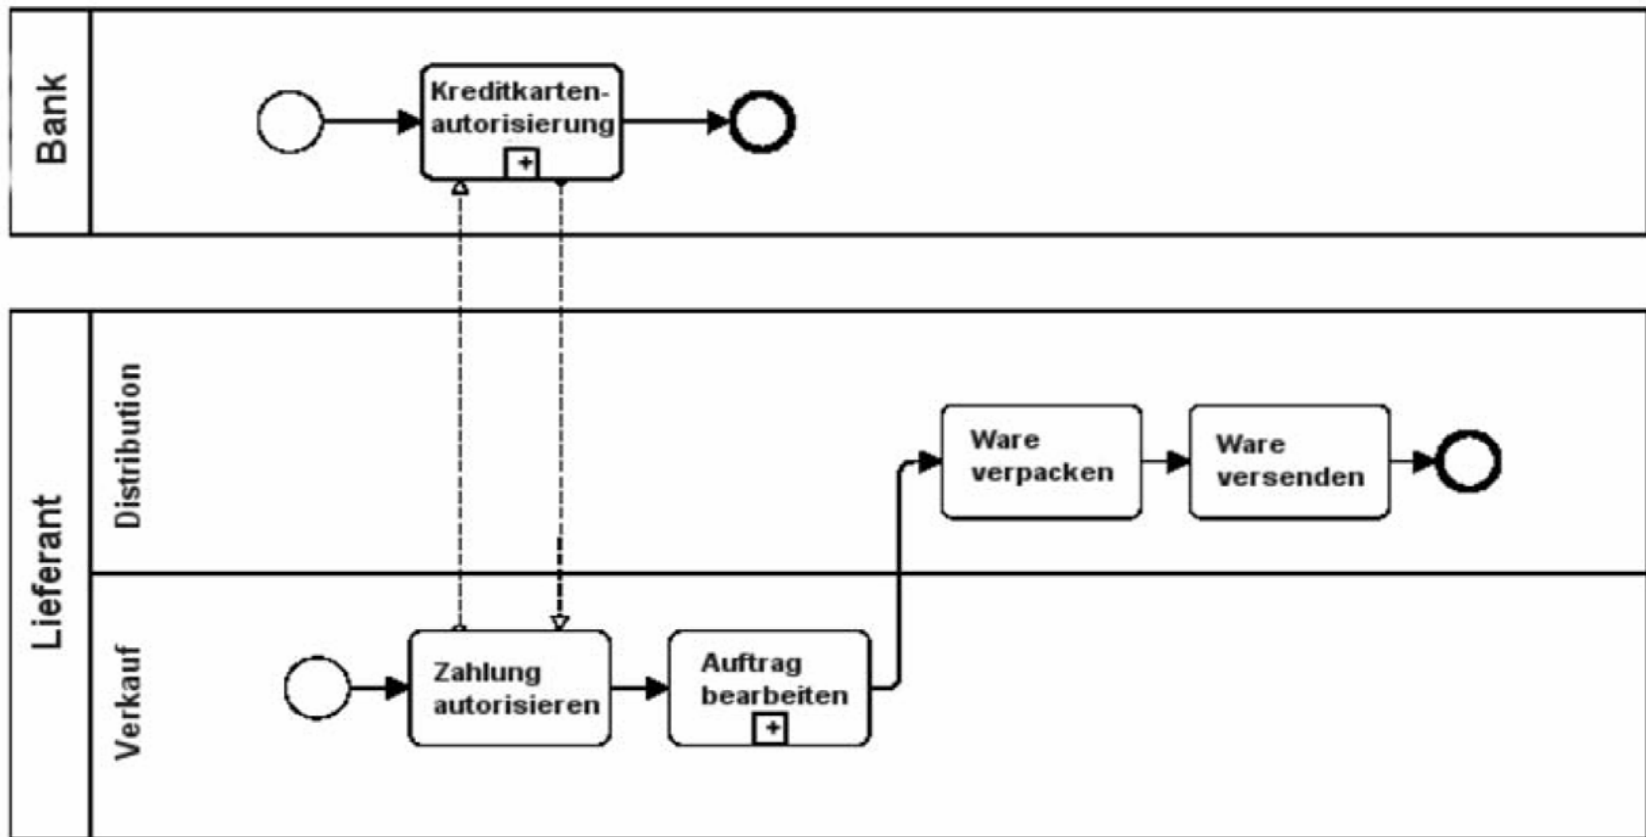 Bank
Kreditkarten-
autorisierung
+
Lieferant
Distribution
Ware
verpacken
Ware
versenden
Verkauf
Zahlung
autorisieren
Auftrag
bearbeiten
+